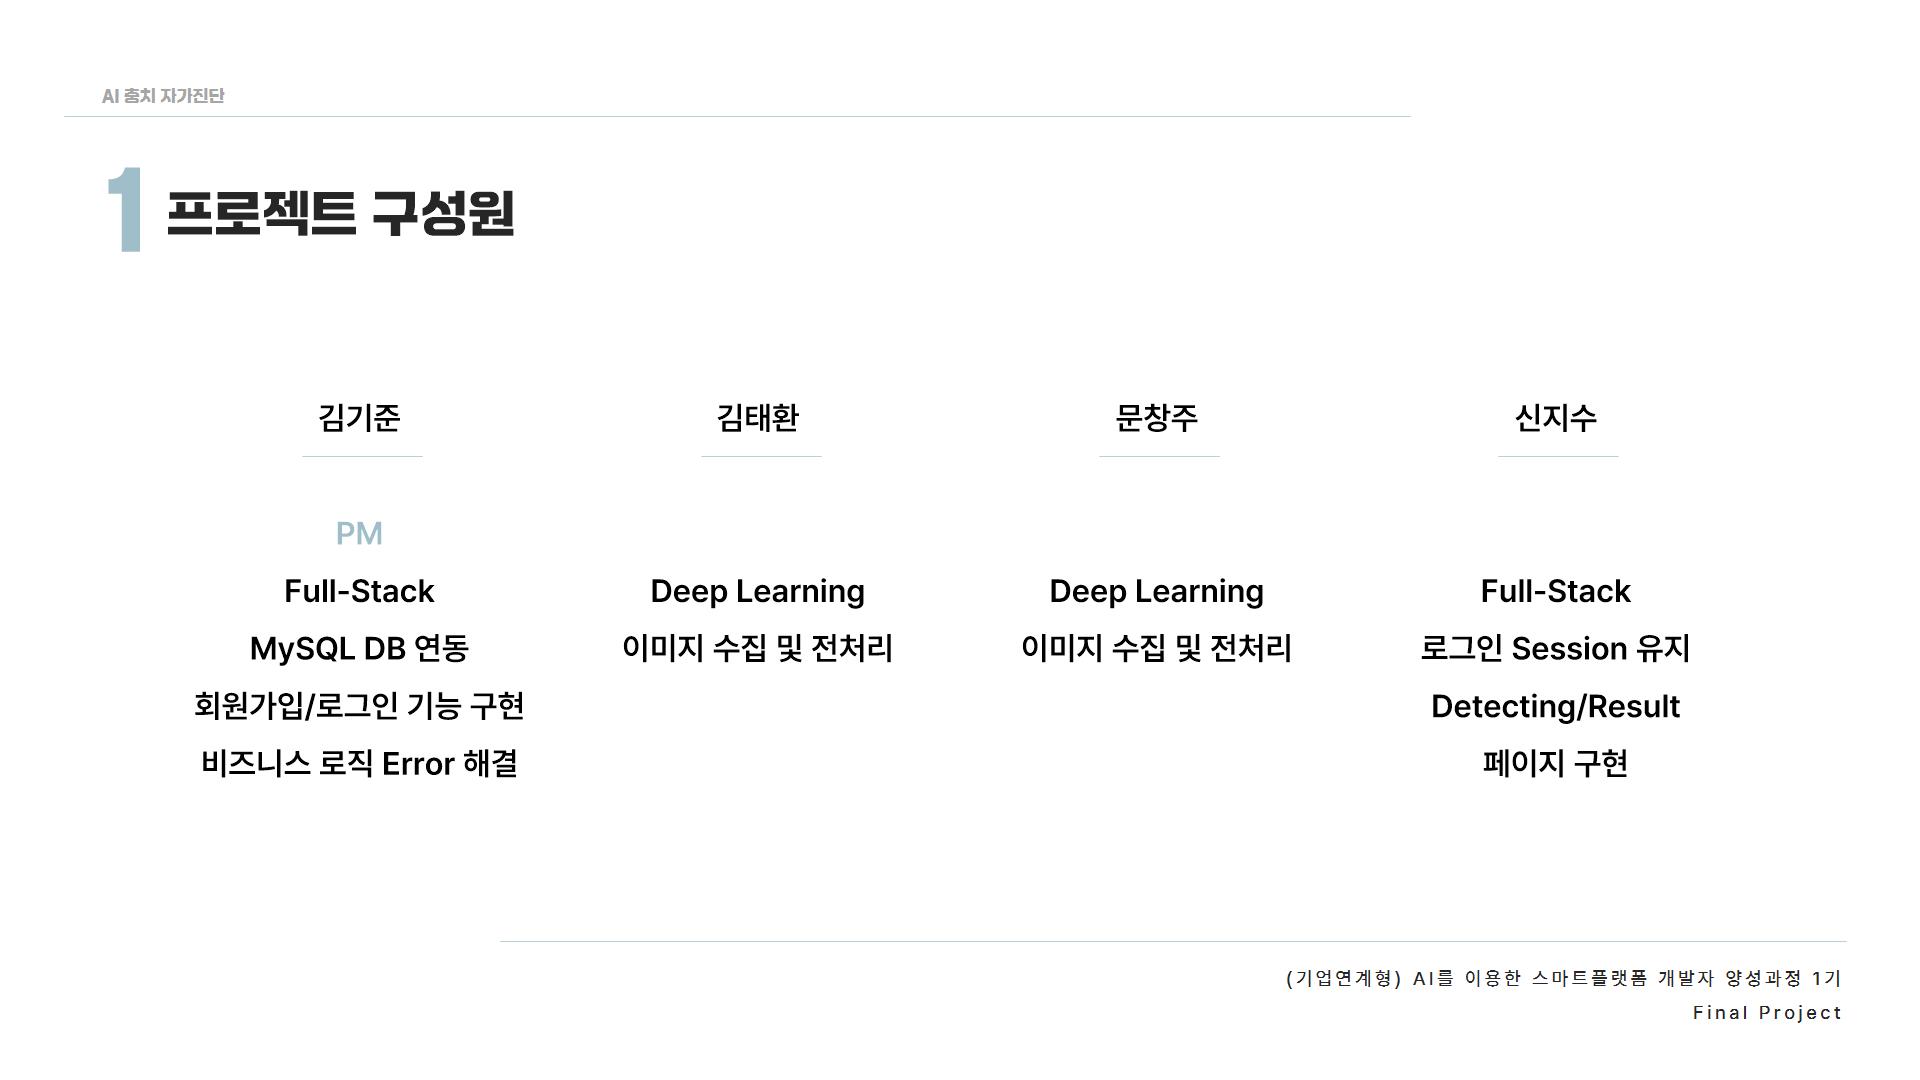 AI 충치 자가진단
1 프로젝트 구성원
김기준
PM
Full-Stack
MySQL DB 연동
회원가입/로그인 기능 구현
비즈니스 로직 Error 해결
김태환
Deep Learning
이미지 수집 및 전처리
문창주
Deep Learning
이미지 수집 및 전처리
신지수
Full-Stack
로그인 Session 유지
Detecting/Result
페이지 구현
(기업연계형) AI를 이용한 스마트플랫폼 개발자 양성과정 1기
Final Project